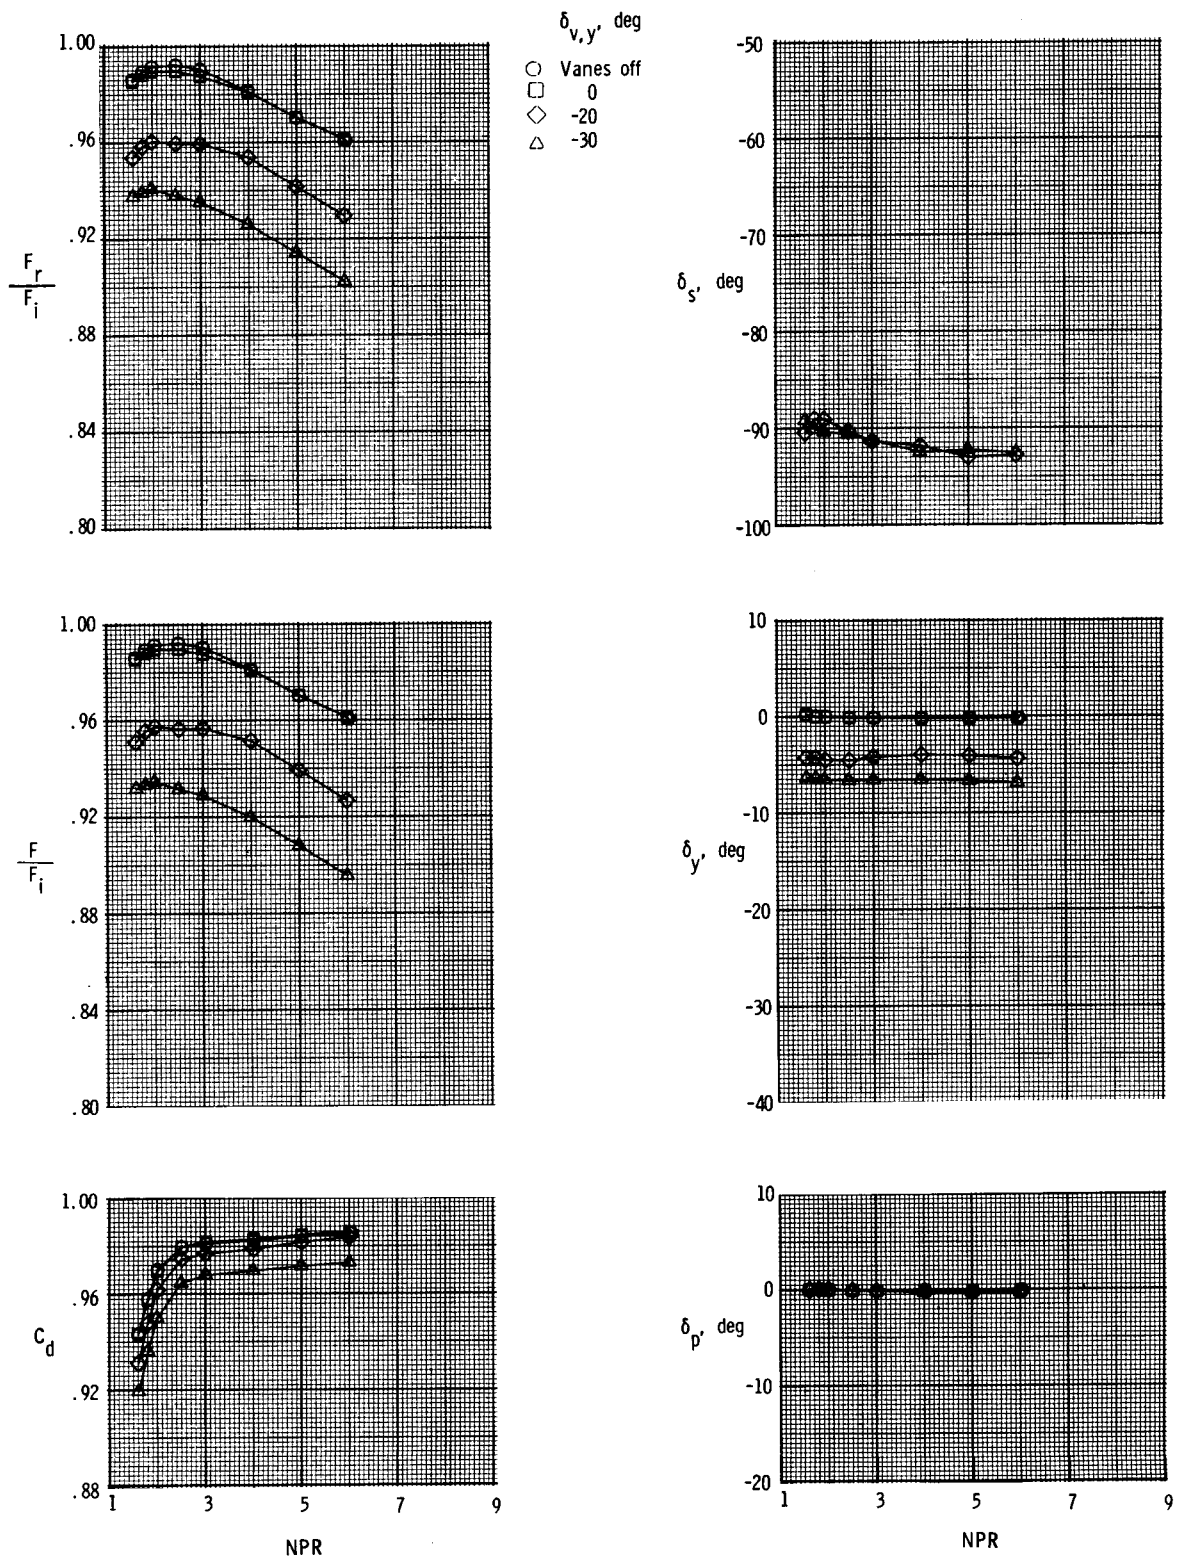 δv,y, deg
Vanes off
0
-20
-30
1.00
.96
.92
.88
.84
.80
Fr
Fi
-50
-60
-70
-80
-90
-100
δs, deg
1.00
.96
.92
.88
.84
.80
F
Fi
10
0
-10
-20
-30
-40
δy, deg
1.00
.96
.92
.88
Cd
1 3 5 7 9
NPR
10
0
-10
-20
δp, deg
1 3 5 7 9
NPR